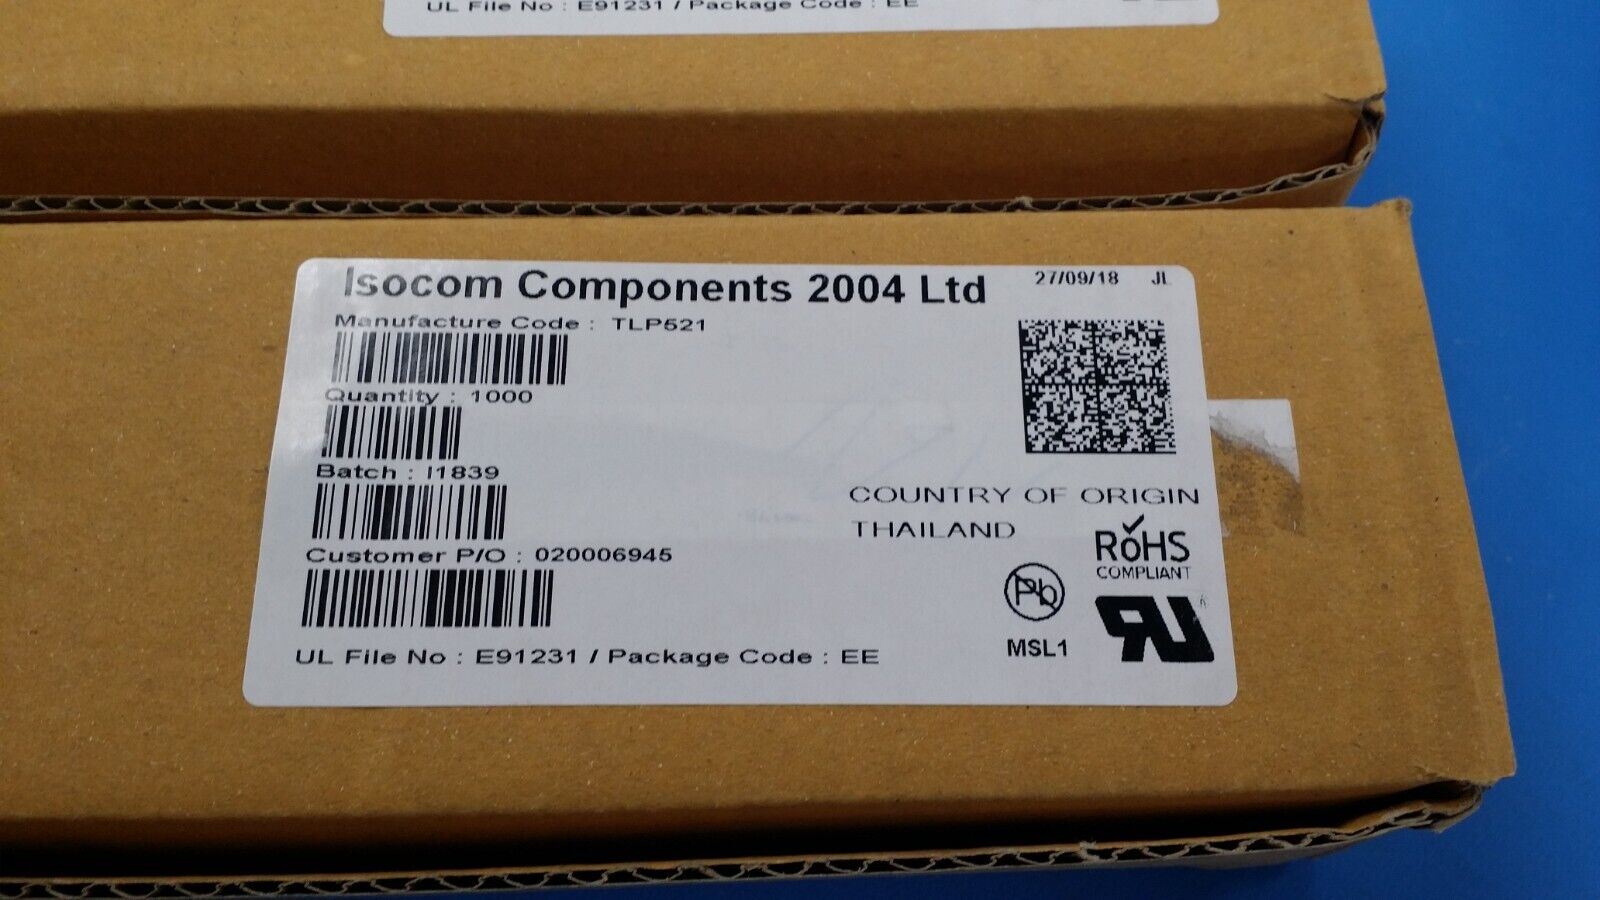 UL File No : E91231 / Package Code : EE
Isocom Components 2004 Ltd
27/09/18 JL
Manufacture Code : TLP521
Quantity : 1000
Batch : I1839
COUNTRY OF ORIGIN
THAILAND
Customer P/O : 020006945
RoHS
COMPLIANT
Pb
MSL1
UL File No : E91231 / Package Code : EE